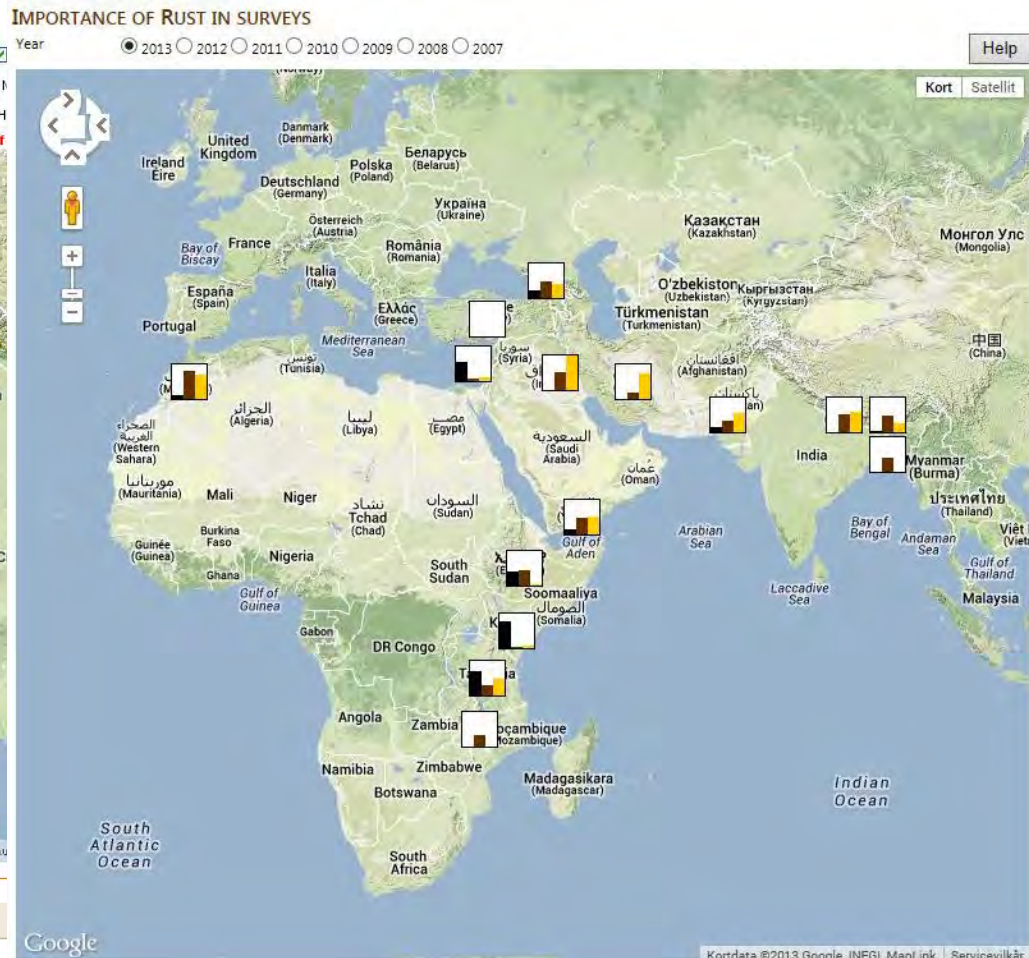 IMPORTANCE OF RUST IN SURVEYS
Year
2013 2012 2011 2010 2009 2008 2007
Help
Kort Satellit
Danmark
(Denmark)
United
Kingdom
Ireland
Éire
Беларусь
(Belarus)
Polska
(Poland)
Deutschland
(Germany)
Україна
(Ukraine)
Österreich
(Austria)
Қазақстан
(Kazakhstan)
Монгол Улс
(Mongolia)
France
România
(Romania)
Bay of
Biscay
Italia
(Italy)
O'zbekiston
(Uzbekistan)
Кыргызстан
(Kyrgyzstan)
España
(Spain)
Ελλάς
(Greece)
Türkmenistan
(Turkmenistan)
Portugal
Mediterranean
Sea
中国
(China)
تونس
(Tunisia)
سوريا
(Syria)
افغانستان
(Afghanistan)
الجزائر
(Algeria)
ليبيا
(Libya)
مصر
(Egypt)
الصحراء
الغربية
(Western
Sahara)
السعودية
(Saudi
Arabia)
عُمان
(Oman)
India
Myanmar
(Burma)
موريتانيا
(Mauritania)
Mali
Niger
تشاد
Tchad
(Chad)
السودان
(Sudan)
ประเทศไทย
(Thailand)
Burkina
Faso
Guinée
(Guinea)
Nigeria
Ghana
Gulf of
Guinea
South
Sudan
Gulf of
Aden
Arabian
Sea
Bay of
Bengal
Andaman
Sea
Việt
Gulf of
Thailand
Laccadive
Sea
Malaysia
Soomaaliya
الصومال
(Somalia)
Gabon
DR Congo
Angola
Zambia
Namibia
Zimbabwe
Botswana
Madagasikara
(Madagascar)
Indian
Ocean
South
Atlantic
Ocean
South
Africa
Google
Kortdata ©2013 Google, INEGI, MapLink Servicevilkår